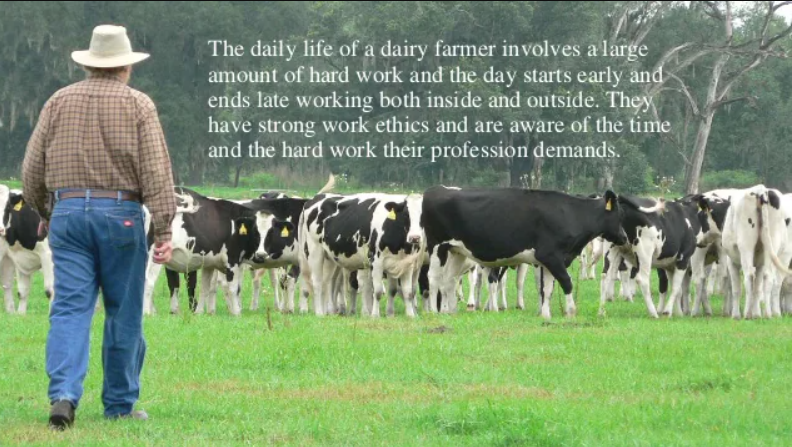 The daily life of a dairy farmer involves a large
amount of hard work and the day starts early and
ends late working both inside and outside. They
have strong work ethics and are aware of the time
and the hard work their profession demands.